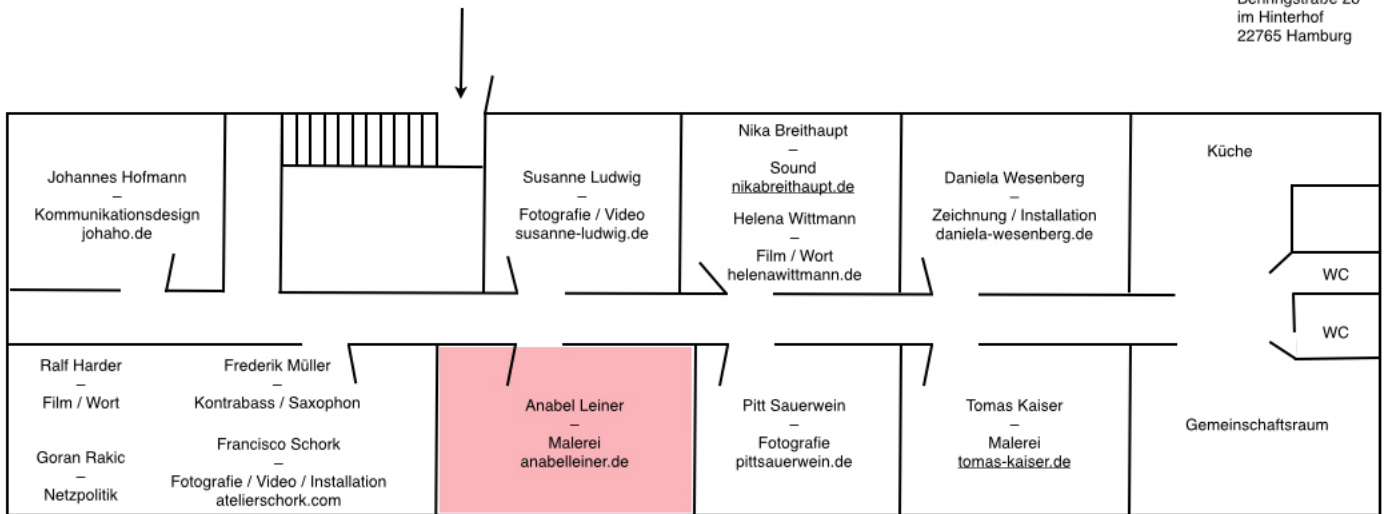 im Hinterhof
22765 Hamburg
Johannes Hofmann
–
Kommunikationsdesign
johaho.de
Susanne Ludwig
–
Fotografie / Video
susanne-ludwig.de
Nika Breithaupt
–
Sound
nikabreithaupt.de
Helena Wittmann
–
Film / Wort
helenawittmann.de
Daniela Wesenberg
–
Zeichnung / Installation
daniela-wesenberg.de
Küche
WC
WC
Ralf Harder
–
Film / Wort
Goran Rakic
–
Netzpolitik
Frederik Müller
–
Kontrabass / Saxophon
Francisco Schork
–
Fotografie / Video / Installation
atelierschork.com
Anabel Leiner
–
Malerei
anabelleiner.de
Pitt Sauerwein
–
Fotografie
pittsauerwein.de
Tomas Kaiser
–
Malerei
tomas-kaiser.de
Gemeinschaftsraum